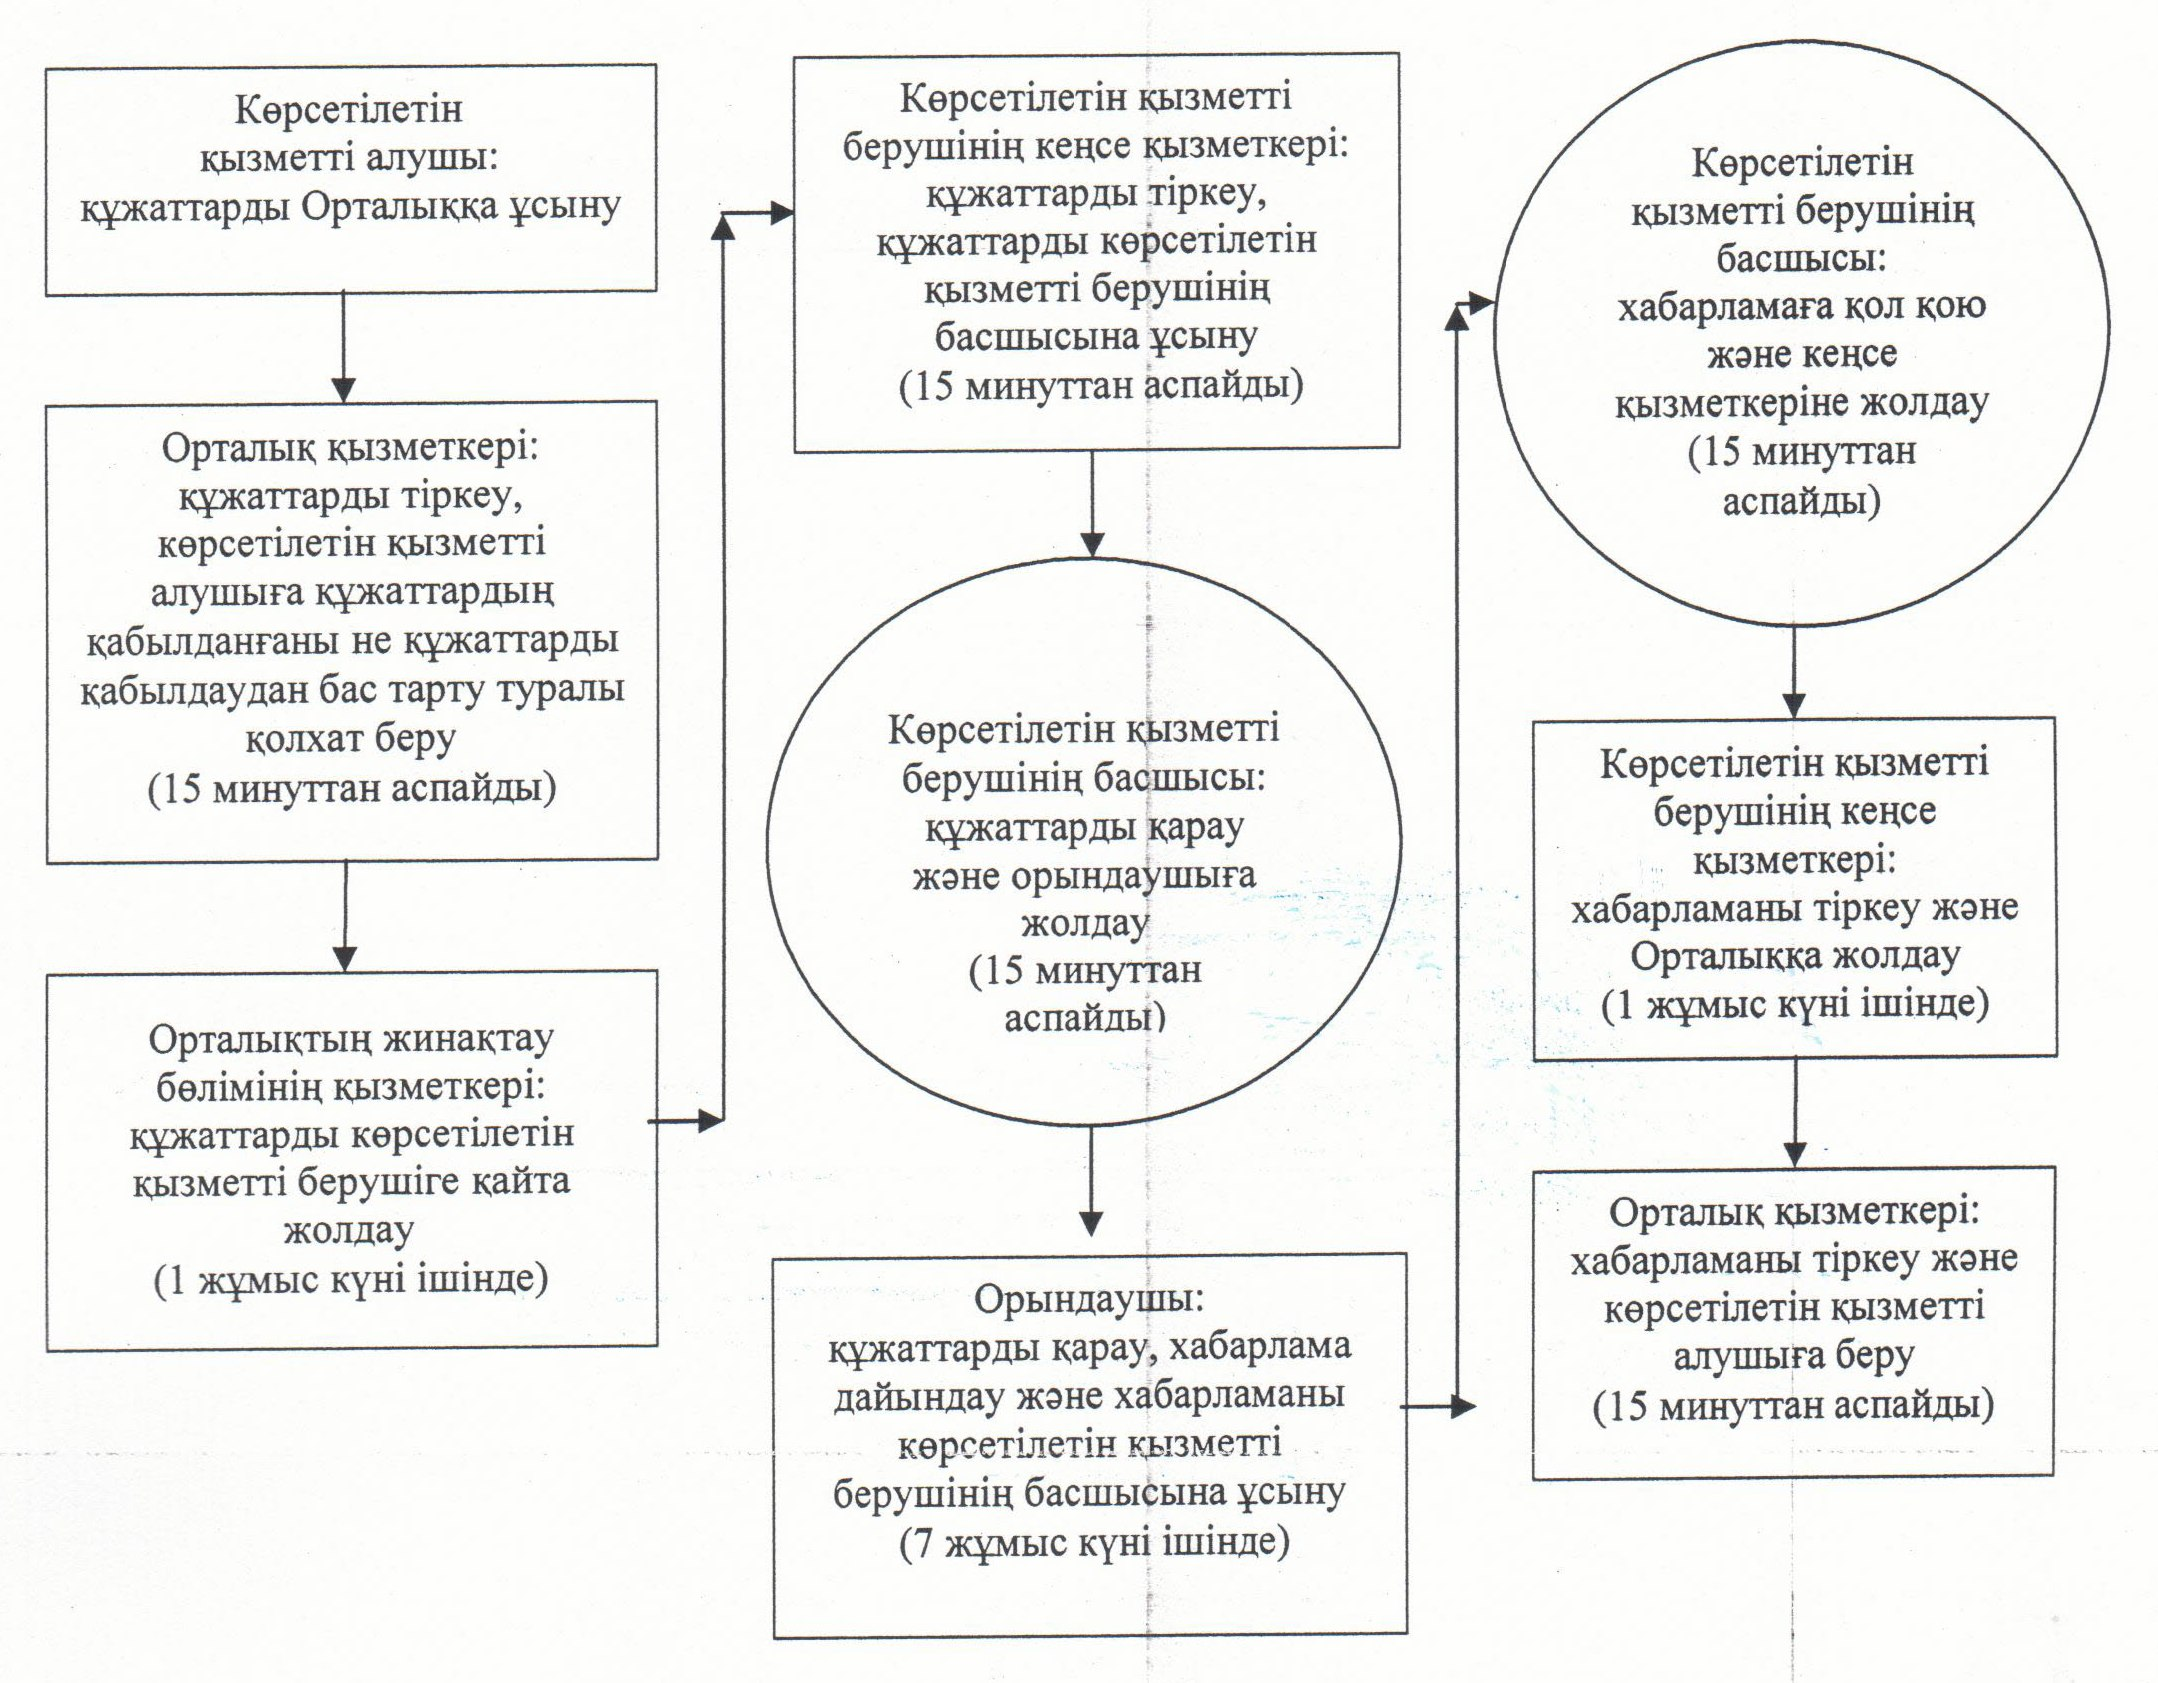 Көрсетілетін
қызметті алушы:
құжаттарды Орталыққа ұсыну
Орталық қызметкері:
құжаттарды тіркеу,
көрсетілетін қызметті
алушыға құжаттардың
қабылданғаны не құжаттарды
қабылдаудан бас тарту туралы
қолхат беру
(15 минуттан аспайды)
Орталықтың жинақтау
бөлімінің қызметкері:
құжаттарды көрсетілетін
қызметті берушіге қайта
жолдау
(1 жұмыс күні ішінде)
Көрсетілетін қызметті
берушінің кеңсе қызметкері:
құжаттарды тіркеу,
құжаттарды көрсетілетін
қызметті берушінің
басшысына ұсыну
(15 минуттан аспайды)
Көрсетілетін қызметті
берушінің басшысы:
құжаттарды қарау
және орындаушыға
жолдау
(15 минуттан
аспайды)
Орындаушы:
құжаттарды қарау, хабарлама
дайындау және хабарламаны
көрсетілетін қызметті
берушінің басшысына ұсыну
(7 жұмыс күні ішінде)
Көрсетілетін
қызметті берушінің
басшысы:
хабарламаға қол қою
және кеңсе
қызметкеріне жолдау
(15 минуттан
аспайды)
Көрсетілетін қызметті
берушінің кеңсе
қызметкері:
хабарламаны тіркеу және
Орталыққа жолдау
(1 жұмыс күні ішінде)
Орталық қызметкері:
хабарламаны тіркеу және
көрсетілетін қызметті
алушыға беру
(15 минуттан аспайды)